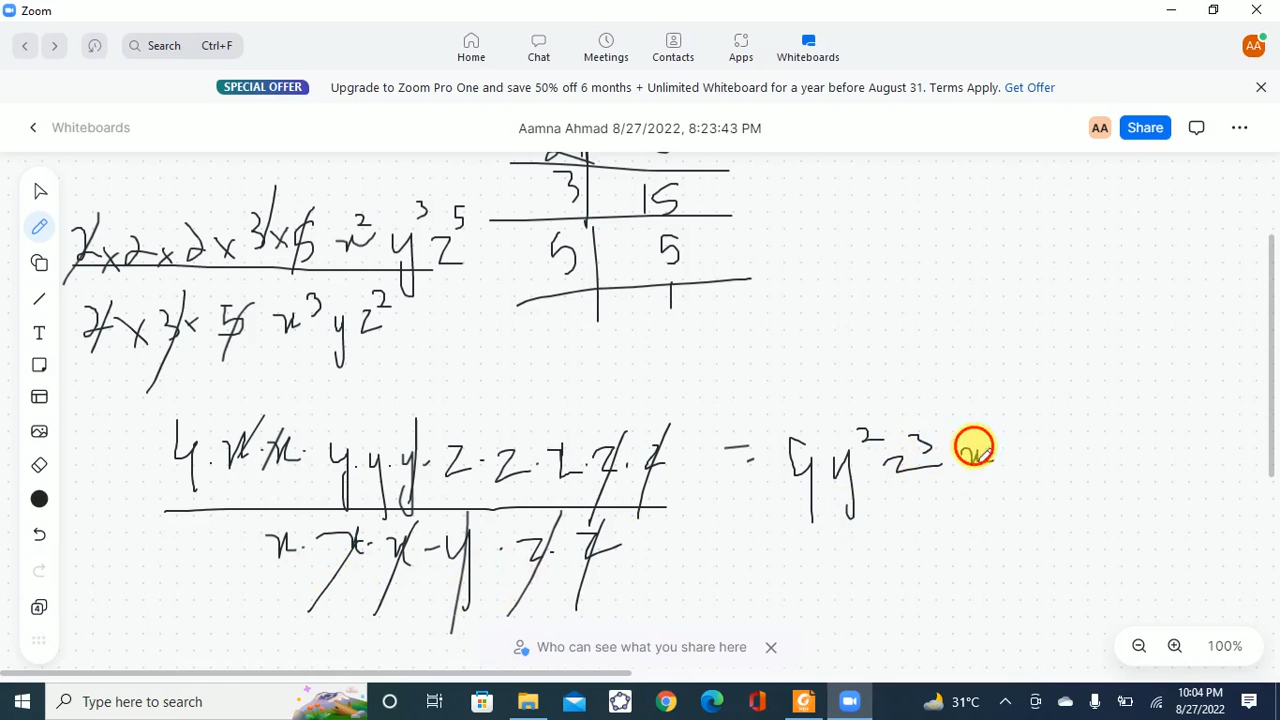 Zoom
Search Ctrl+F
Home Chat Meetings Contacts Apps Whiteboards
AA
SPECIAL OFFER Upgrade to Zoom Pro One and save 50% off 6 months + Unlimited Whiteboard for a year before August 31. Terms Apply. Get Offer
Whiteboards
Aamna Ahmad 8/27/2022, 8:23:43 PM
AA Share
3 | 15
5 | 5
1
2×2×2×3×5 x² y³ z⁵
2×3×5 x³ y z²
4·x·x·y·y·y·z·z·z·z·z = 4y² z³ x
x·x·x·y·z·z
Who can see what you share here
100%
Type here to search
31°C
10:04 PM
8/27/2022